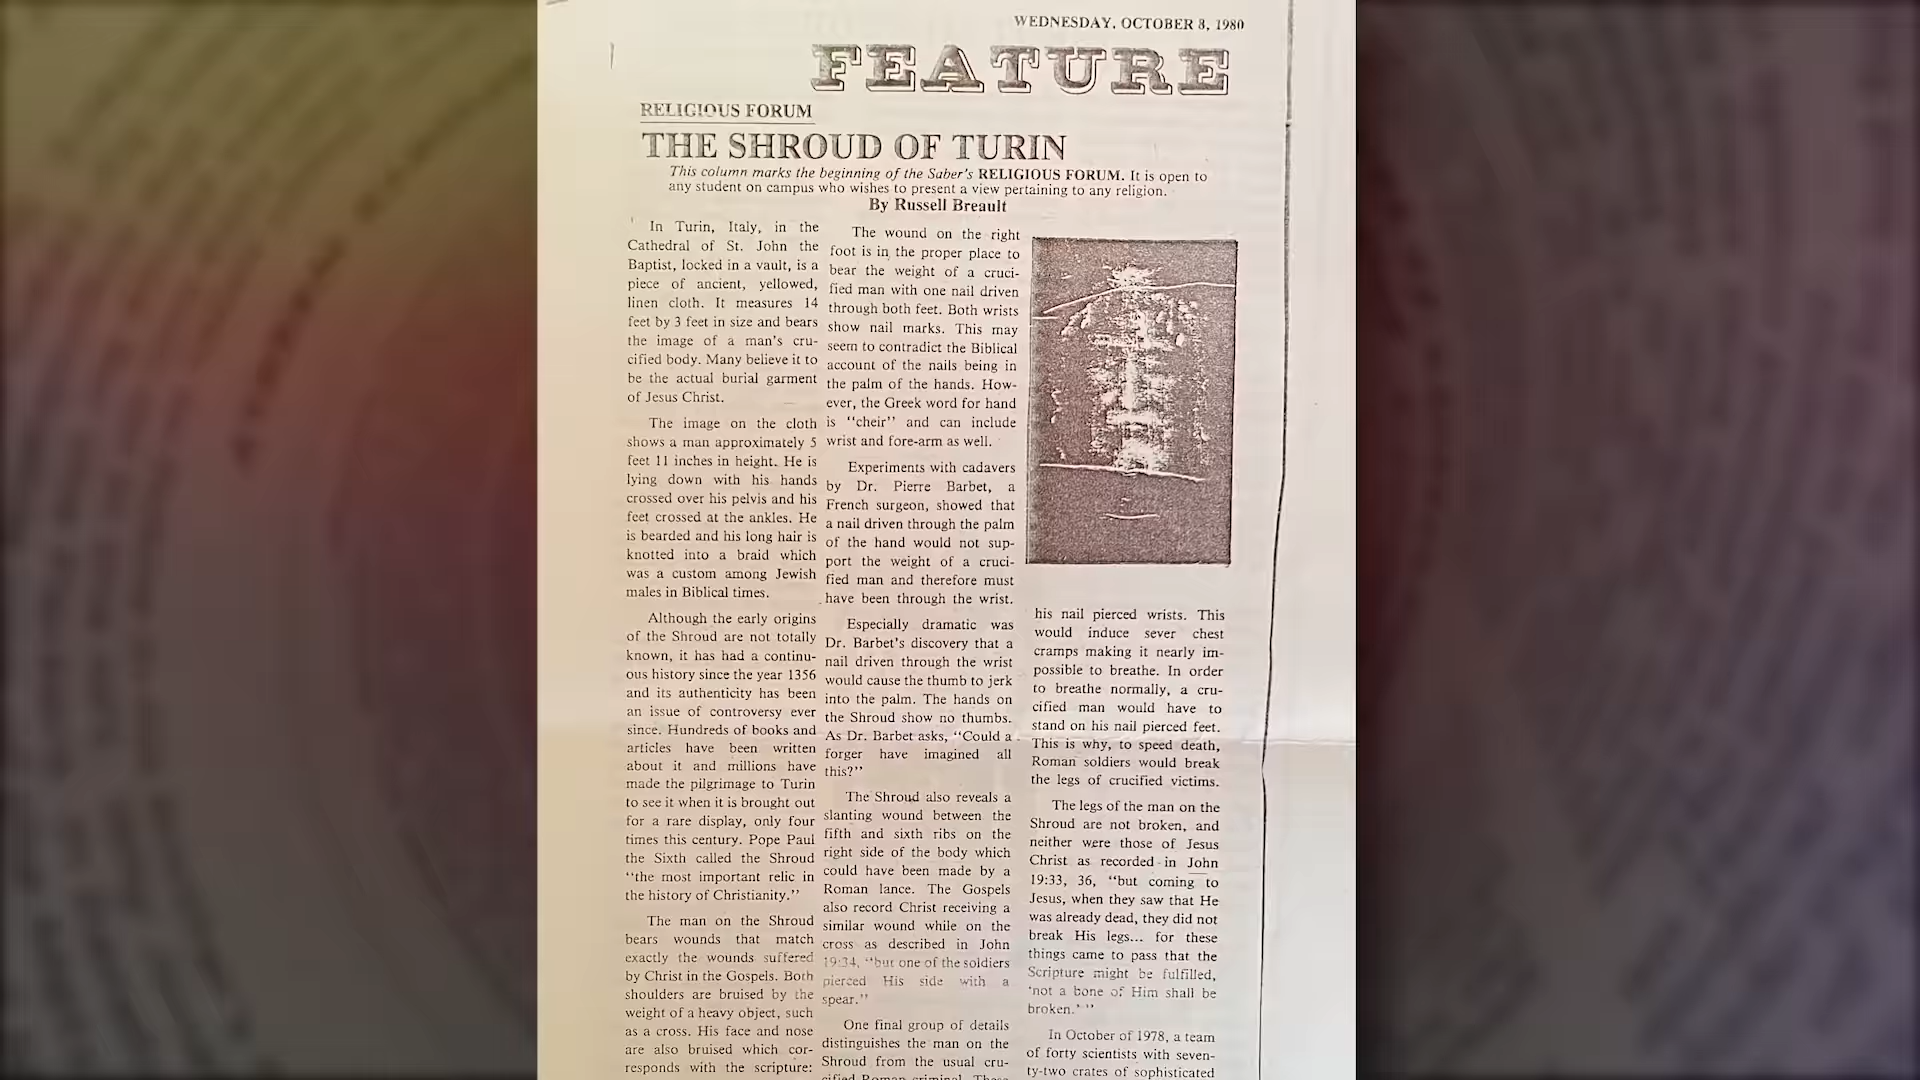 WEDNESDAY, OCTOBER 8, 1980
FEATURE
RELIGIOUS FORUM
THE SHROUD OF TURIN
This column marks the beginning of the Saber's RELIGIOUS FORUM. It is open to
any student on campus who wishes to present a view pertaining to any religion.
By Russell Breault
In Turin, Italy, in the
Cathedral of St. John the
Baptist, locked in a vault, is a
piece of ancient, yellowed,
linen cloth. It measures 14
feet by 3 feet in size and bears
the image of a man's cru-
cified body. Many believe it to
be the actual burial garment
of Jesus Christ.
The image on the cloth
shows a man approximately 5
feet 11 inches in height. He is
lying down with his hands
crossed over his pelvis and his
feet crossed at the ankles. He
is bearded and his long hair is
knotted into a braid which
was a custom among Jewish
males in Biblical times.
Although the early origins
of the Shroud are not totally
known, it has had a continu-
ous history since the year 1356
and its authenticity has been
an issue of controversy ever
since. Hundreds of books and
articles have been written
about it and millions have
made the pilgrimage to Turin
to see it when it is brought out
for a rare display, only four
times this century. Pope Paul
the Sixth called the Shroud
"the most important relic in
the history of Christianity."
The man on the Shroud
bears wounds that match
exactly the wounds suffered
by Christ in the Gospels. Both
shoulders are bruised by the
weight of a heavy object, such
as a cross. His face and nose
are also bruised which cor-
responds with the scripture:
The wound on the right
foot is in the proper place to
bear the weight of a cruci-
fied man with one nail driven
through both feet. Both wrists
show nail marks. This may
seem to contradict the Biblical
account of the nails being in
the palm of the hands. How-
ever, the Greek word for hand
is "cheir" and can include
wrist and fore-arm as well.
Experiments with cadavers
by Dr. Pierre Barbet, a
French surgeon, showed that
a nail driven through the palm
of the hand would not sup-
port the weight of a cruci-
fied man and therefore must
have been through the wrist.
Especially dramatic was
Dr. Barbet's discovery that a
nail driven through the wrist
would cause the thumb to jerk
into the palm. The hands on
the Shroud show no thumbs.
As Dr. Barbet asks, "Could a
forger have imagined all
this?"
The Shroud also reveals a
slanting wound between the
fifth and sixth ribs on the
right side of the body which
could have been made by a
Roman lance. The Gospels
also record Christ receiving a
similar wound while on the
cross as described in John
19:34, "but one of the soldiers
pierced His side with a
spear."
One final group of details
distinguishes the man on the
Shroud from the usual cru-
cified Roman criminal. These
his nail pierced wrists. This
would induce sever chest
cramps making it nearly im-
possible to breathe. In order
to breathe normally, a cru-
cified man would have to
stand on his nail pierced feet.
This is why, to speed death,
Roman soldiers would break
the legs of crucified victims.
The legs of the man on the
Shroud are not broken, and
neither were those of Jesus
Christ as recorded in John
19:33, 36, "but coming to
Jesus, when they saw that He
was already dead, they did not
break His legs... for these
things came to pass that the
Scripture might be fulfilled,
'not a bone of Him shall be
broken.' "
In October of 1978, a team
of forty scientists with seven-
ty-two crates of sophisticated